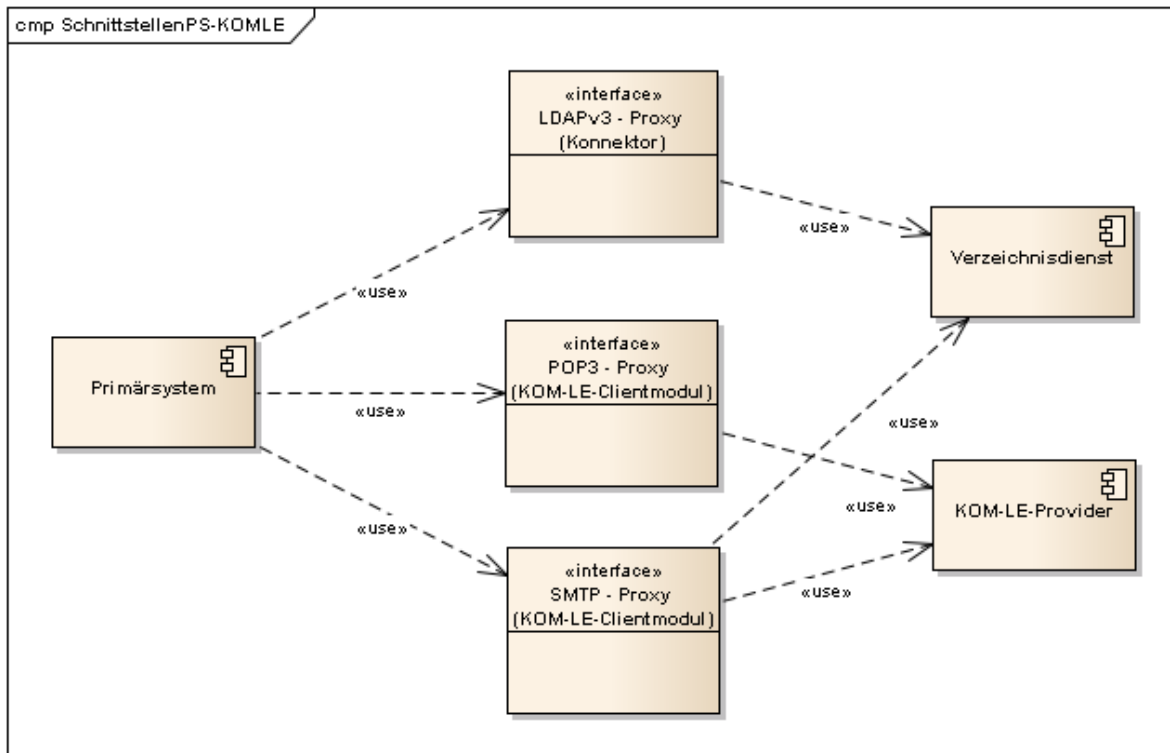 cmp SchnittstellenPS-KOMLE
«interface»
LDAPv3 - Proxy
(Konnektor)
«use»
Verzeichnisdienst
«use»
«interface»
POP3 - Proxy
(KOM-LE-Clientmodul)
Primärsystem
«use»
«use»
KOM-LE-Provider
«use»
«use»
«interface»
SMTP - Proxy
(KOM-LE-Clientmodul)
«use»